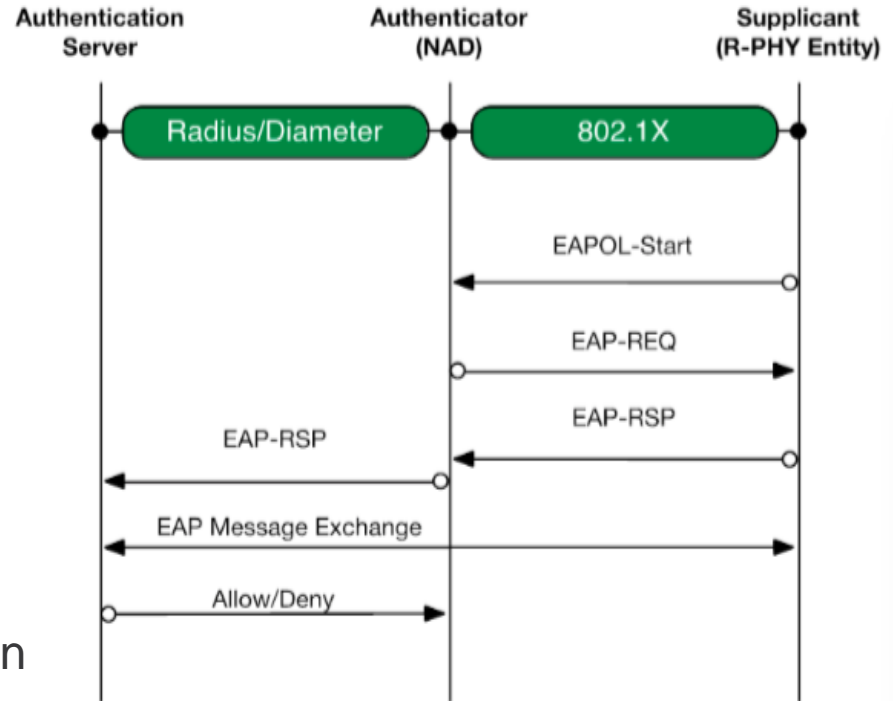 Authentication
Server
Authenticator
(NAD)
Supplicant
(R-PHY Entity)
Radius/Diameter
802.1X
EAPOL-Start
EAP-REQ
EAP-RSP
EAP-RSP
EAP Message Exchange
Allow/Deny
n